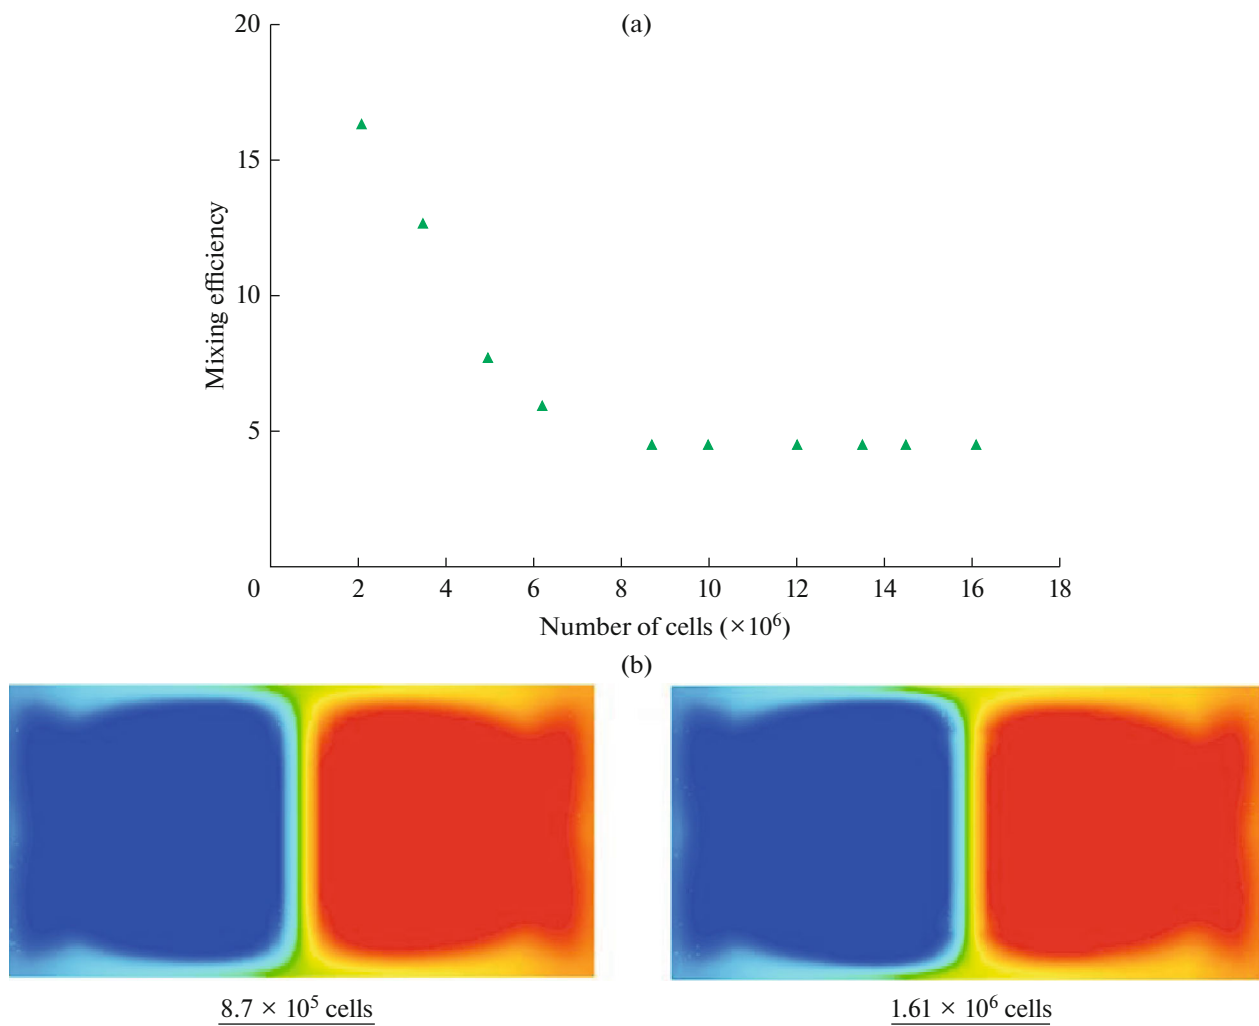 (a)
20
15
10
5
0
2
4
6
8
10
12
14
16
18
Mixing efficiency
Number of cells (×10⁶)
(b)
8.7 × 10⁵ cells
1.61 × 10⁶ cells